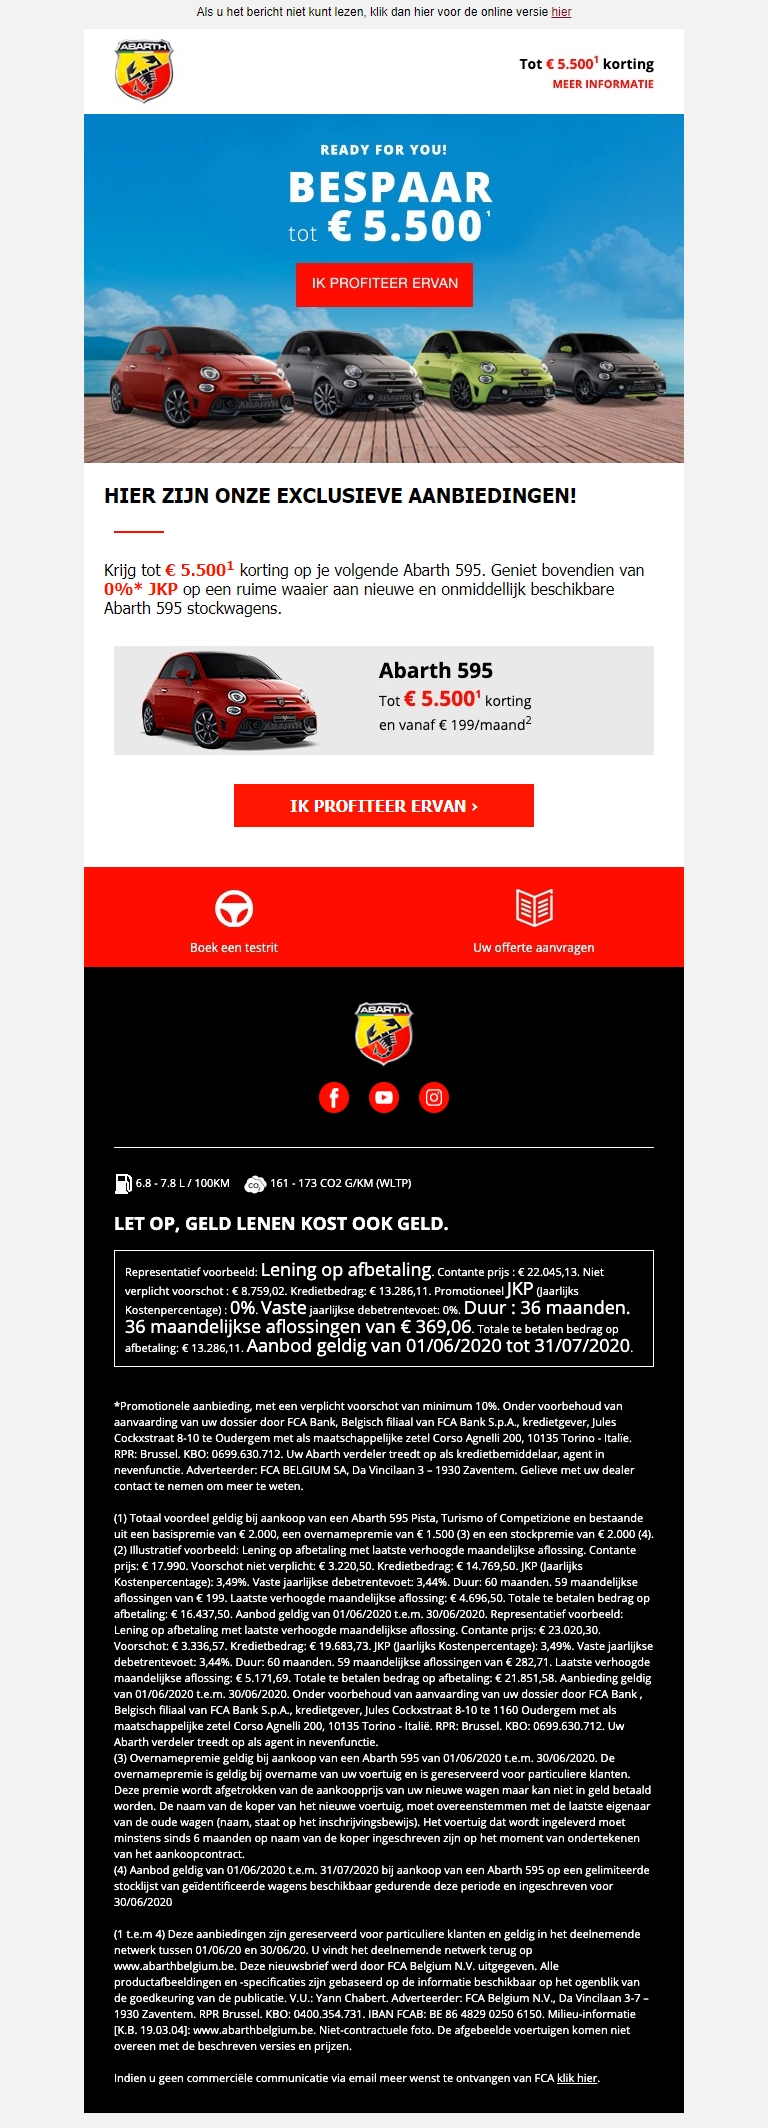 Als u het bericht niet kunt lezen, klik dan hier voor de online versie hier
ABARTH
Tot € 5.500¹ korting
MEER INFORMATIE
READY FOR YOU!
BESPAAR
tot € 5.500¹
IK PROFITEER ERVAN
HIER ZIJN ONZE EXCLUSIEVE AANBIEDINGEN!
Krijg tot € 5.500¹ korting op je volgende Abarth 595. Geniet bovendien van
0%* JKP op een ruime waaier aan nieuwe en onmiddellijk beschikbare
Abarth 595 stockwagens.
Abarth 595
Tot € 5.500¹ korting
en vanaf € 199/maand²
IK PROFITEER ERVAN ›
Boek een testrit
Uw offerte aanvragen
ABARTH
6.8 - 7.8 L / 100KM
CO₂ 161 - 173 CO2 G/KM (WLTP)
LET OP, GELD LENEN KOST OOK GELD.
Representatief voorbeeld: Lening op afbetaling. Contante prijs : € 22.045,13. Niet
verplicht voorschot : € 8.759,02. Kredietbedrag: € 13.286,11. Promotioneel JKP (Jaarlijks
Kostenpercentage) : 0%. Vaste jaarlijkse debetrentevoet: 0%. Duur : 36 maanden.
36 maandelijkse aflossingen van € 369,06. Totale te betalen bedrag op
afbetaling: € 13.286,11. Aanbod geldig van 01/06/2020 tot 31/07/2020.
*Promotionele aanbieding, met een verplicht voorschot van minimum 10%. Onder voorbehoud van
aanvaarding van uw dossier door FCA Bank, Belgisch filiaal van FCA Bank S.p.A., kredietgever, Jules
Cockxstraat 8-10 te Oudergem met als maatschappelijke zetel Corso Agnelli 200, 10135 Torino - Italïe.
RPR: Brussel. KBO: 0699.630.712. Uw Abarth verdeler treedt op als kredietbemiddelaar, agent in
nevenfunctie. Adverteerder: FCA BELGIUM SA, Da Vincilaan 3 – 1930 Zaventem. Gelieve met uw dealer
contact te nemen om meer te weten.
(1) Totaal voordeel geldig bij aankoop van een Abarth 595 Pista, Turismo of Competizione en bestaande
uit een basispremie van € 2.000, een overnamepremie van € 1.500 (3) en een stockpremie van € 2.000 (4).
(2) Illustratief voorbeeld: Lening op afbetaling met laatste verhoogde maandelijkse aflossing. Contante
prijs: € 17.990. Voorschot niet verplicht: € 3.220,50. Kredietbedrag: € 14.769,50. JKP (Jaarlijks
Kostenpercentage): 3,49%. Vaste jaarlijkse debetrentevoet: 3,44%. Duur: 60 maanden. 59 maandelijkse
aflossingen van € 199. Laatste verhoogde maandelijkse aflossing: € 4.696,50. Totale te betalen bedrag op
afbetaling: € 16.437,50. Aanbod geldig van 01/06/2020 t.e.m. 30/06/2020. Representatief voorbeeld:
Lening op afbetaling met laatste verhoogde maandelijkse aflossing. Contante prijs: € 23.020,30.
Voorschot: € 3.336,57. Kredietbedrag: € 19.683,73. JKP (Jaarlijks Kostenpercentage): 3,49%. Vaste jaarlijkse
debetrentevoet: 3,44%. Duur: 60 maanden. 59 maandelijkse aflossingen van € 282,71. Laatste verhoogde
maandelijkse aflossing: € 5.171,69. Totale te betalen bedrag op afbetaling: € 21.851,58. Aanbieding geldig
van 01/06/2020 t.e.m. 30/06/2020. Onder voorbehoud van aanvaarding van uw dossier door FCA Bank ,
Belgisch filiaal van FCA Bank S.p.A., kredietgever, Jules Cockxstraat 8-10 te 1160 Oudergem met als
maatschappelijke zetel Corso Agnelli 200, 10135 Torino - Italië. RPR: Brussel. KBO: 0699.630.712. Uw
Abarth verdeler treedt op als agent in nevenfunctie.
(3) Overnamepremie geldig bij aankoop van een Abarth 595 van 01/06/2020 t.e.m. 30/06/2020. De
overnamepremie is geldig bij overname van uw voertuig en is gereserveerd voor particuliere klanten.
Deze premie wordt afgetrokken van de aankoopprijs van uw nieuwe wagen maar kan niet in geld betaald
worden. De naam van de koper van het nieuwe voertuig, moet overeenstemmen met de laatste eigenaar
van de oude wagen (naam, staat op het inschrijvingsbewijs). Het voertuig dat wordt ingeleverd moet
minstens sinds 6 maanden op naam van de koper ingeschreven zijn op het moment van ondertekenen
van het aankoopcontract.
(4) Aanbod geldig van 01/06/2020 t.e.m. 31/07/2020 bij aankoop van een Abarth 595 op een gelimiteerde
stocklijst van geïdentificeerde wagens beschikbaar gedurende deze periode en ingeschreven voor
30/06/2020
(1 t.e.m 4) Deze aanbiedingen zijn gereserveerd voor particuliere klanten en geldig in het deelnemende
netwerk tussen 01/06/20 en 30/06/20. U vindt het deelnemende netwerk terug op
www.abarthbelgium.be. Deze nieuwsbrief werd door FCA Belgium N.V. uitgegeven. Alle
productafbeeldingen en -specificaties zijn gebaseerd op de informatie beschikbaar op het ogenblik van
de goedkeuring van de publicatie. V.U.: Yann Chabert. Adverteerder: FCA Belgium N.V., Da Vincilaan 3-7 –
1930 Zaventem. RPR Brussel. KBO: 0400.354.731. IBAN FCAB: BE 86 4829 0250 6150. Milieu-informatie
[K.B. 19.03.04]: www.abarthbelgium.be. Niet-contractuele foto. De afgebeelde voertuigen komen niet
overeen met de beschreven versies en prijzen.
Indien u geen commerciële communicatie via email meer wenst te ontvangen van FCA klik hier.